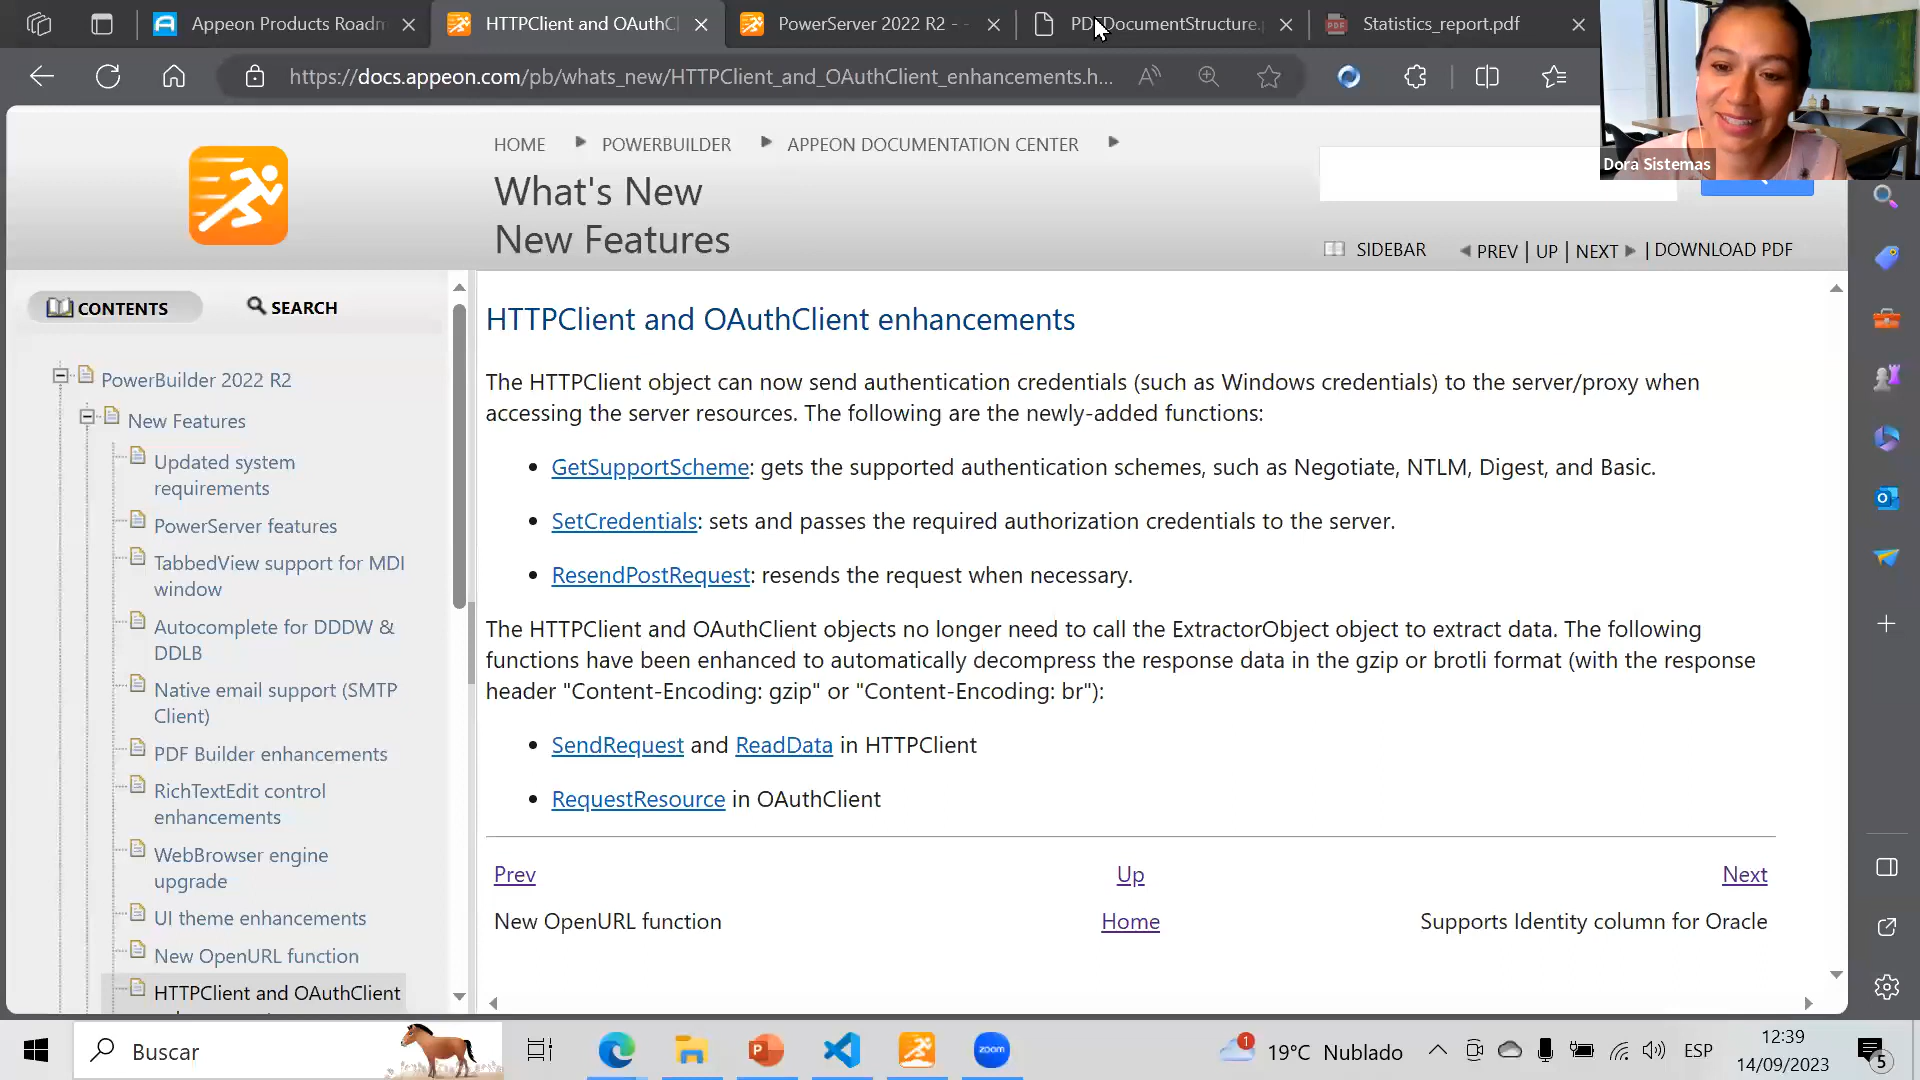 Appeon Products Roadm
HTTPClient and OAuthCl
PowerServer 2022 R2 - -
PDFDocumentStructure.p
Statistics_report.pdf
https://docs.appeon.com/pb/whats_new/HTTPClient_and_OAuthClient_enhancements.h...
Dora Sistemas
HOME
POWERBUILDER
APPEON DOCUMENTATION CENTER
What's New
New Features
SIDEBAR
PREV | UP | NEXT | DOWNLOAD PDF
CONTENTS
SEARCH
PowerBuilder 2022 R2
New Features
Updated system
requirements
PowerServer features
TabbedView support for MDI
window
Autocomplete for DDDW &
DDLB
Native email support (SMTP
Client)
PDF Builder enhancements
RichTextEdit control
enhancements
WebBrowser engine
upgrade
UI theme enhancements
New OpenURL function
HTTPClient and OAuthClient
HTTPClient and OAuthClient enhancements
The HTTPClient object can now send authentication credentials (such as Windows credentials) to the server/proxy when
accessing the server resources. The following are the newly-added functions:
• GetSupportScheme: gets the supported authentication schemes, such as Negotiate, NTLM, Digest, and Basic.
• SetCredentials: sets and passes the required authorization credentials to the server.
• ResendPostRequest: resends the request when necessary.
The HTTPClient and OAuthClient objects no longer need to call the ExtractorObject object to extract data. The following
functions have been enhanced to automatically decompress the response data in the gzip or brotli format (with the response
header "Content-Encoding: gzip" or "Content-Encoding: br"):
• SendRequest and ReadData in HTTPClient
• RequestResource in OAuthClient
Prev
Up
Next
New OpenURL function
Home
Supports Identity column for Oracle
Buscar
zoom
1
19°C Nublado
ESP
12:39
14/09/2023
5